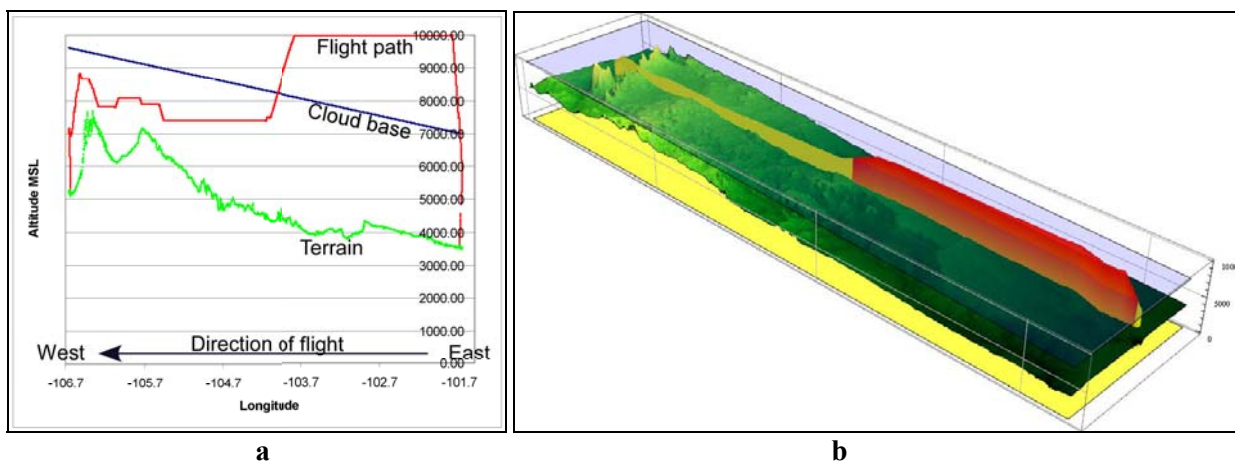 10000.00
Flight path
9000.00
8000.00
Cloud base
7000.00
6000.00
5000.00
4000.00
Terrain
3000.00
2000.00
1000.00
Direction of flight
West
East
0.00
-106.7 -105.7 -104.7 -103.7 -102.7 -101.7
Longitude
Altitude MSL
5000
0
a
b